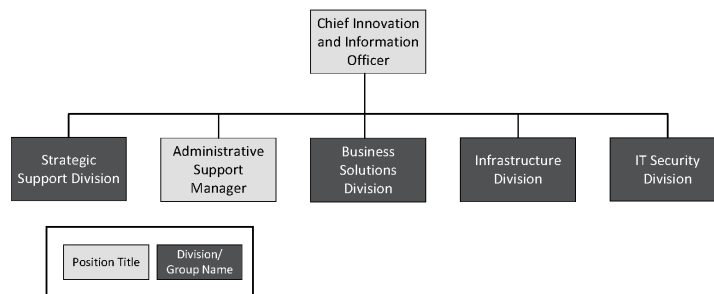 Chief Innovation
and Information
Officer
Strategic
Support Division
Administrative
Support
Manager
Business
Solutions
Division
Infrastructure
Division
IT Security
Division
Position Title
Division/
Group Name